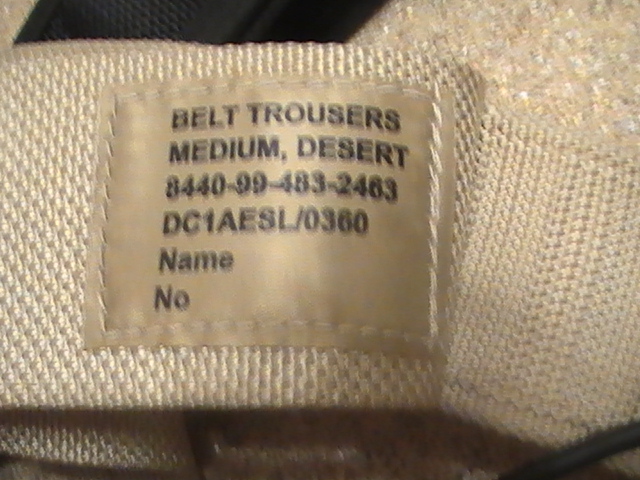 BELT TROUSERS
MEDIUM, DESERT
8440-99-483-2463
DC1AESL/0360
Name
No